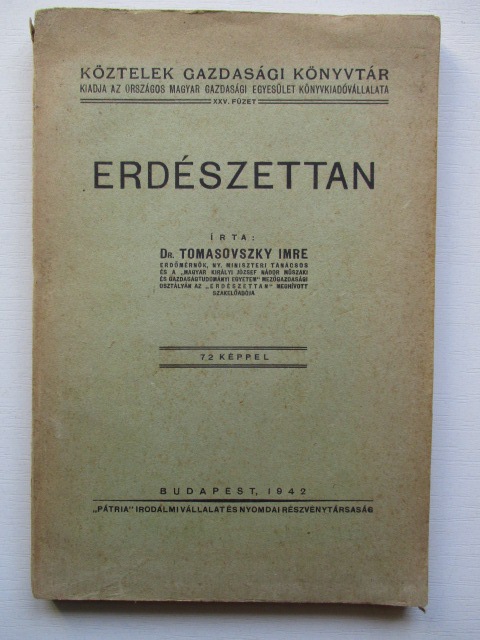 KÖZTELEK GAZDASÁGI KÖNYVTÁR
KIADJA AZ ORSZÁGOS MAGYAR GAZDASÁGI EGYESÜLET KÖNYVKIADÓVÁLLALATA
XXV. FÜZET
ERDÉSZETTAN
ÍRTA:
DR. TOMASOVSZKY IMRE
ERDŐMÉRNÖK, NY. MINISZTERI TANÁCSOS
ÉS A „MAGYAR KIRÁLYI JÓZSEF NÁDOR MŰSZAKI
ÉS GAZDASÁGTUDOMÁNYI EGYETEM" MEZŐGAZDASÁGI
OSZTÁLYÁN AZ „ERDÉSZETTAN" MEGHÍVOTT
SZAKELŐADÓJA
72 KÉPPEL
BUDAPEST, 1942
„PÁTRIA" IRODALMI VÁLLALAT ÉS NYOMDAI RÉSZVÉNYTÁRSASÁG